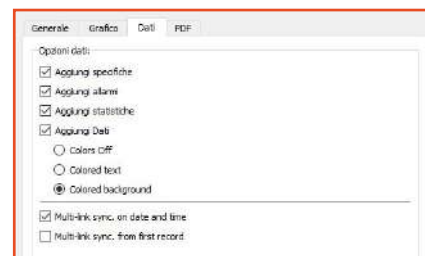 Generale Grafico Dati PDF
Opzioni dati:
Aggiungi specifiche
Aggiungi allarmi
Aggiungi statistiche
Aggiungi Dati
Colors Off
Colored text
Colored background
Multi-link sync. on date and time
Multi-link sync. from first record